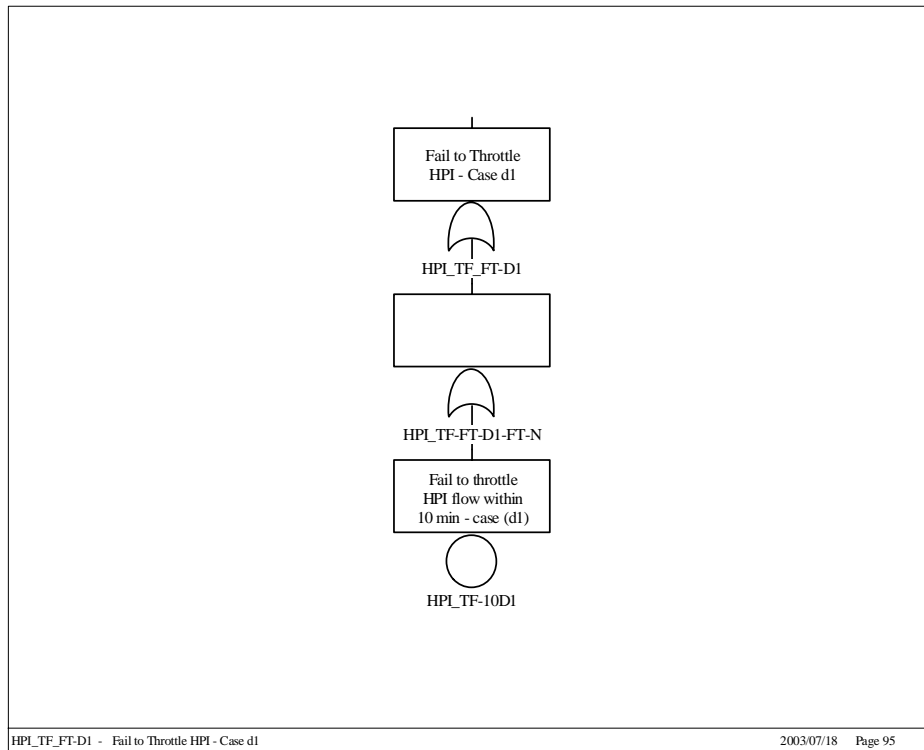 Fail to Throttle
HPI - Case d1
HPI_TF_FT-D1
HPI_TF-FT-D1-FT-N
Fail to throttle
HPI flow within
10 min - case (d1)
HPI_TF-10D1
HPI_TF_FT-D1 - Fail to Throttle HPI - Case d1 2003/07/18 Page 95